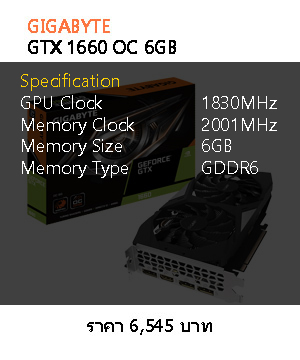 GIGABYTE
GTX 1660 OC 6GB
Specification
GPU Clock 1830MHz
Memory Clock 2001MHz
Memory Size 6GB
Memory Type GDDR6
GIGABYTE
GEFORCE
GTX
ราคา 6,545 บาท